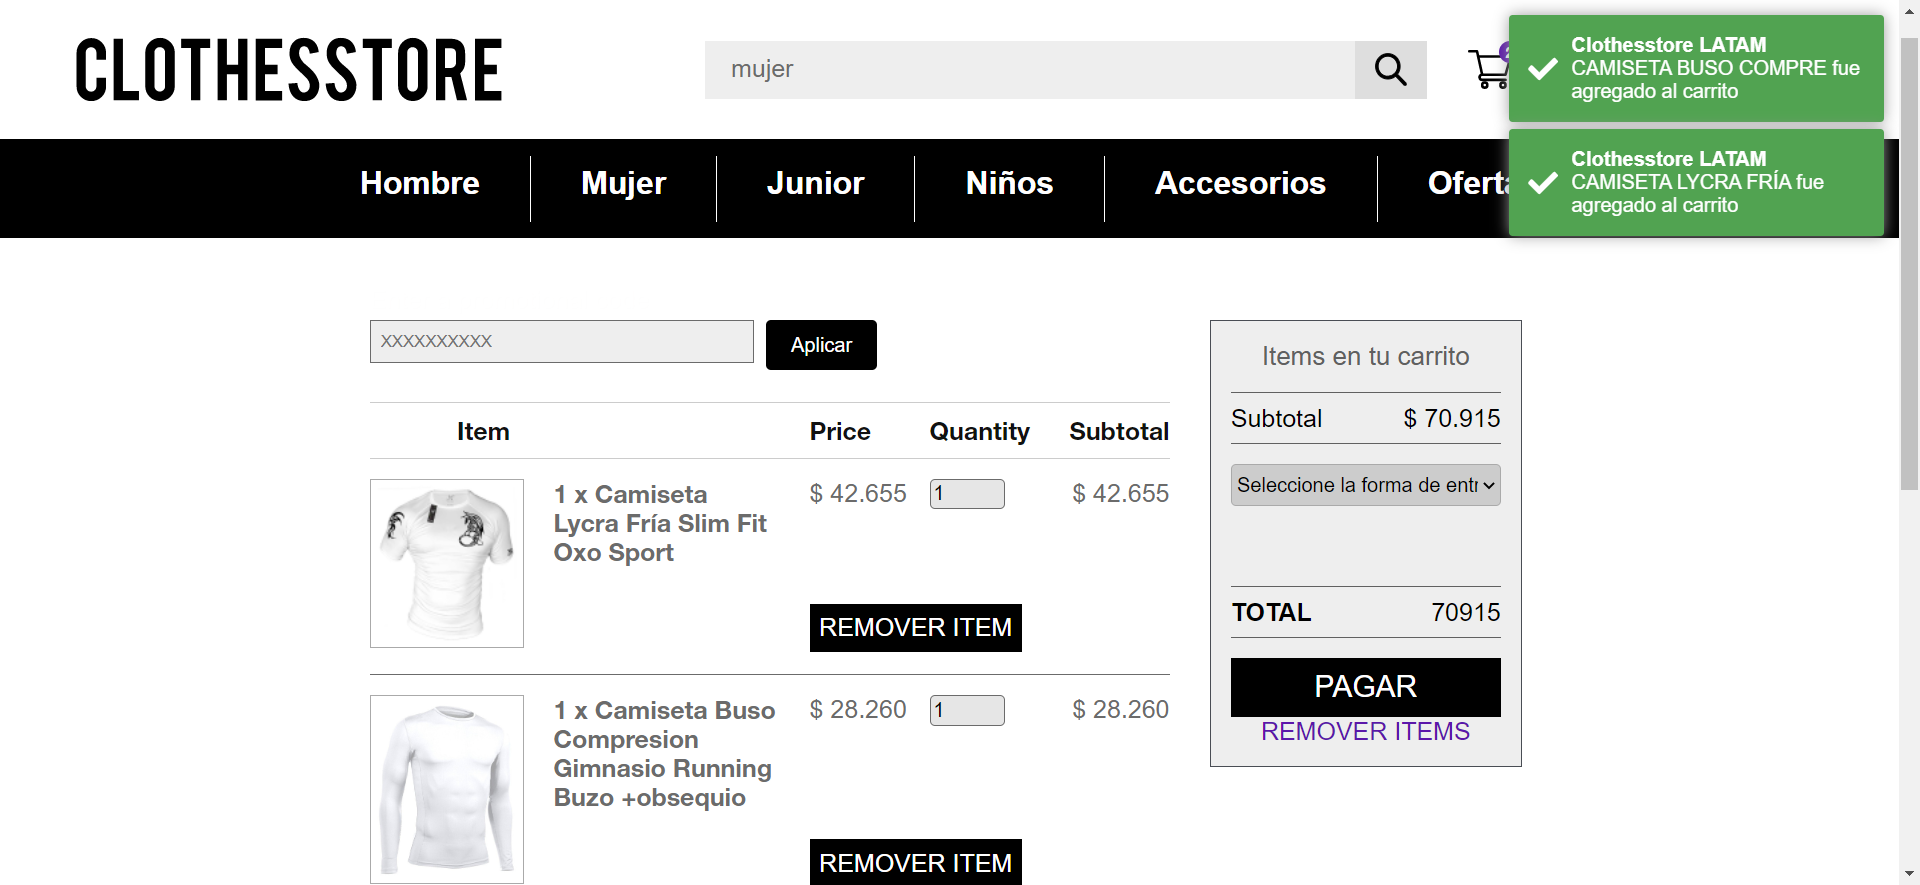 CLOTHESSTORE
mujer
Clothesstore LATAM
CAMISETA BUSO COMPRE fue
agregado al carrito
Clothesstore LATAM
CAMISETA LYCRA FRÍA fue
agregado al carrito
Hombre
Mujer
Junior
Niños
Accesorios
Oferta
XXXXXXXXXX
Aplicar
Item
Price
Quantity
Subtotal
1 x Camiseta
Lycra Fría Slim Fit
Oxo Sport
$ 42.655
1
$ 42.655
REMOVER ITEM
1 x Camiseta Buso
Compresion
Gimnasio Running
Buzo +obsequio
$ 28.260
1
$ 28.260
REMOVER ITEM
Items en tu carrito
Subtotal
$ 70.915
Seleccione la forma de entr
TOTAL
70915
PAGAR
REMOVER ITEMS